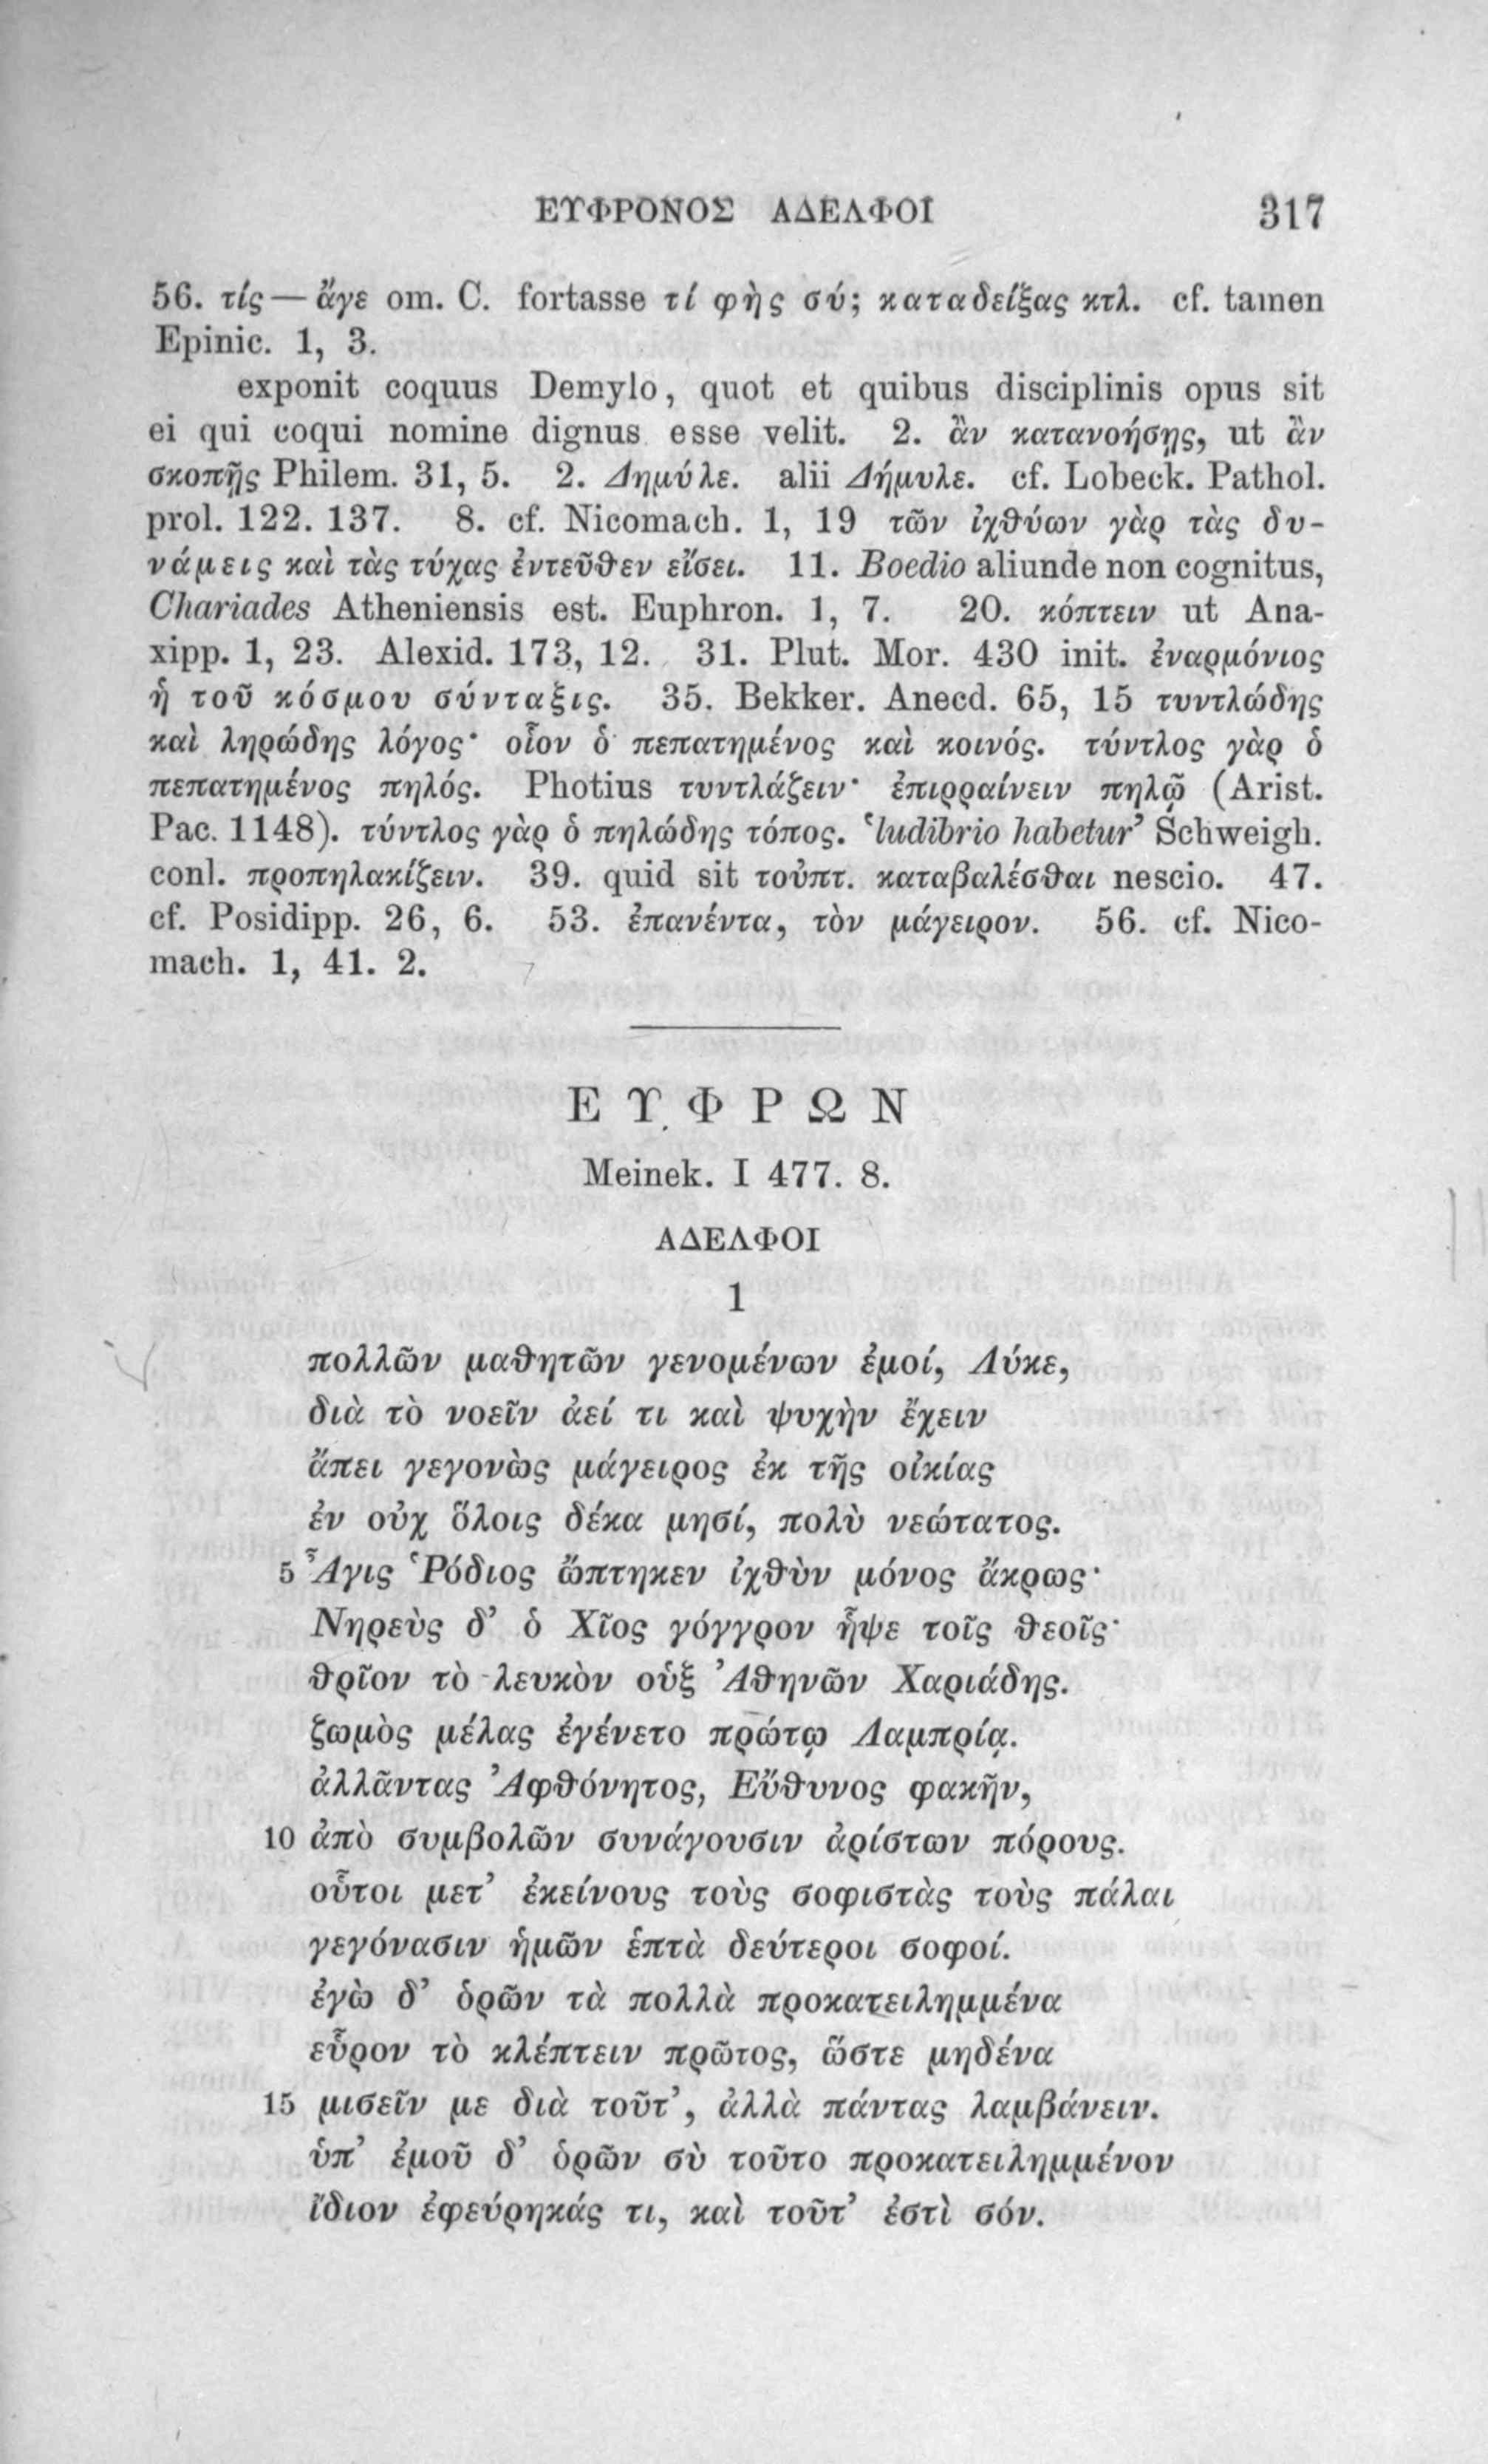 ΕΥΦΡΟΝΟΣ ΑΔΕΛΦΟΙ 317
56. τίς — ἄγε om. C. fortasse τί φὴς σύ; καταδείξας κτλ. cf. tamen
Epinic. 1, 3.
exponit coquus Demylo, quot et quibus disciplinis opus sit
ei qui coqui nomine dignus esse velit. 2. ἂν κατανοήσῃς, ut ἂν
σκοπῇς Philem. 31, 5. 2. Δημύλε. alii Δήμυλε. cf. Lobeck. Pathol.
prol. 122. 137. 8. cf. Nicomach. 1, 19 τῶν ἰχθύων γὰρ τὰς δυ-
νάμεις καὶ τὰς τύχας ἐντεῦθεν εἴσει. 11. Boedio aliunde non cognitus,
Chariades Atheniensis est. Euphron. 1, 7. 20. κόπτειν ut Ana-
xipp. 1, 23. Alexid. 173, 12. 31. Plut. Mor. 430 init. ἐναρμόνιος
ἡ τοῦ κόσμου σύνταξις. 35. Bekker. Anecd. 65, 15 τυντλώδης
καὶ ληρώδης λόγος· οἷον ὁ πεπατημένος καὶ κοινός. τύντλος γὰρ ὁ
πεπατημένος πηλός. Photius τυντλάζειν· ἐπιρραίνειν πηλῷ (Arist.
Pac. 1148). τύντλος γὰρ ὁ πηλώδης τόπος. ‘ludibrio habetur’ Schweigh.
conl. προπηλακίζειν. 39. quid sit τοὐπτ. καταβαλέσθαι nescio. 47.
cf. Posidipp. 26, 6. 53. ἐπανέντα, τὸν μάγειρον. 56. cf. Nico-
mach. 1, 41. 2.
ΕΥΦΡΩΝ
Meinek. I 477. 8.
ΑΔΕΛΦΟΙ
1
πολλῶν μαθητῶν γενομένων ἐμοί, Λύκε,
διὰ τὸ νοεῖν ἀεί τι καὶ ψυχὴν ἔχειν
ἄπει γεγονὼς μάγειρος ἐκ τῆς οἰκίας
ἐν οὐχ ὅλοις δέκα μησί, πολὺ νεώτατος.
5 Ἆγις Ῥόδιος ὤπτηκεν ἰχθὺν μόνος ἄκρως·
Νηρεὺς δ’ ὁ Χῖος γόγγρον ἧψε τοῖς θεοῖς·
θρῖον τὸ λευκὸν οὑξ Ἀθηνῶν Χαριάδης.
ζωμὸς μέλας ἐγένετο πρώτῳ Λαμπρίᾳ.
ἀλλᾶντας Ἀφθόνητος, Εὔθυνος φακῆν,
10 ἀπὸ συμβολῶν συνάγουσιν ἀρίστων πόρους.
οὗτοι μετ’ ἐκείνους τοὺς σοφιστὰς τοὺς πάλαι
γεγόνασιν ἡμῶν ἑπτὰ δεύτεροι σοφοί.
ἐγὼ δ’ ὁρῶν τὰ πολλὰ προκατειλημμένα
εὗρον τὸ κλέπτειν πρῶτος, ὥστε μηδένα
15 μισεῖν με διὰ τοῦτ’, ἀλλὰ πάντας λαμβάνειν.
ὑπ’ ἐμοῦ δ’ ὁρῶν σὺ τοῦτο προκατειλημμένον
ἴδιον ἐφεύρηκάς τι, καὶ τοῦτ’ ἐστὶ σόν.